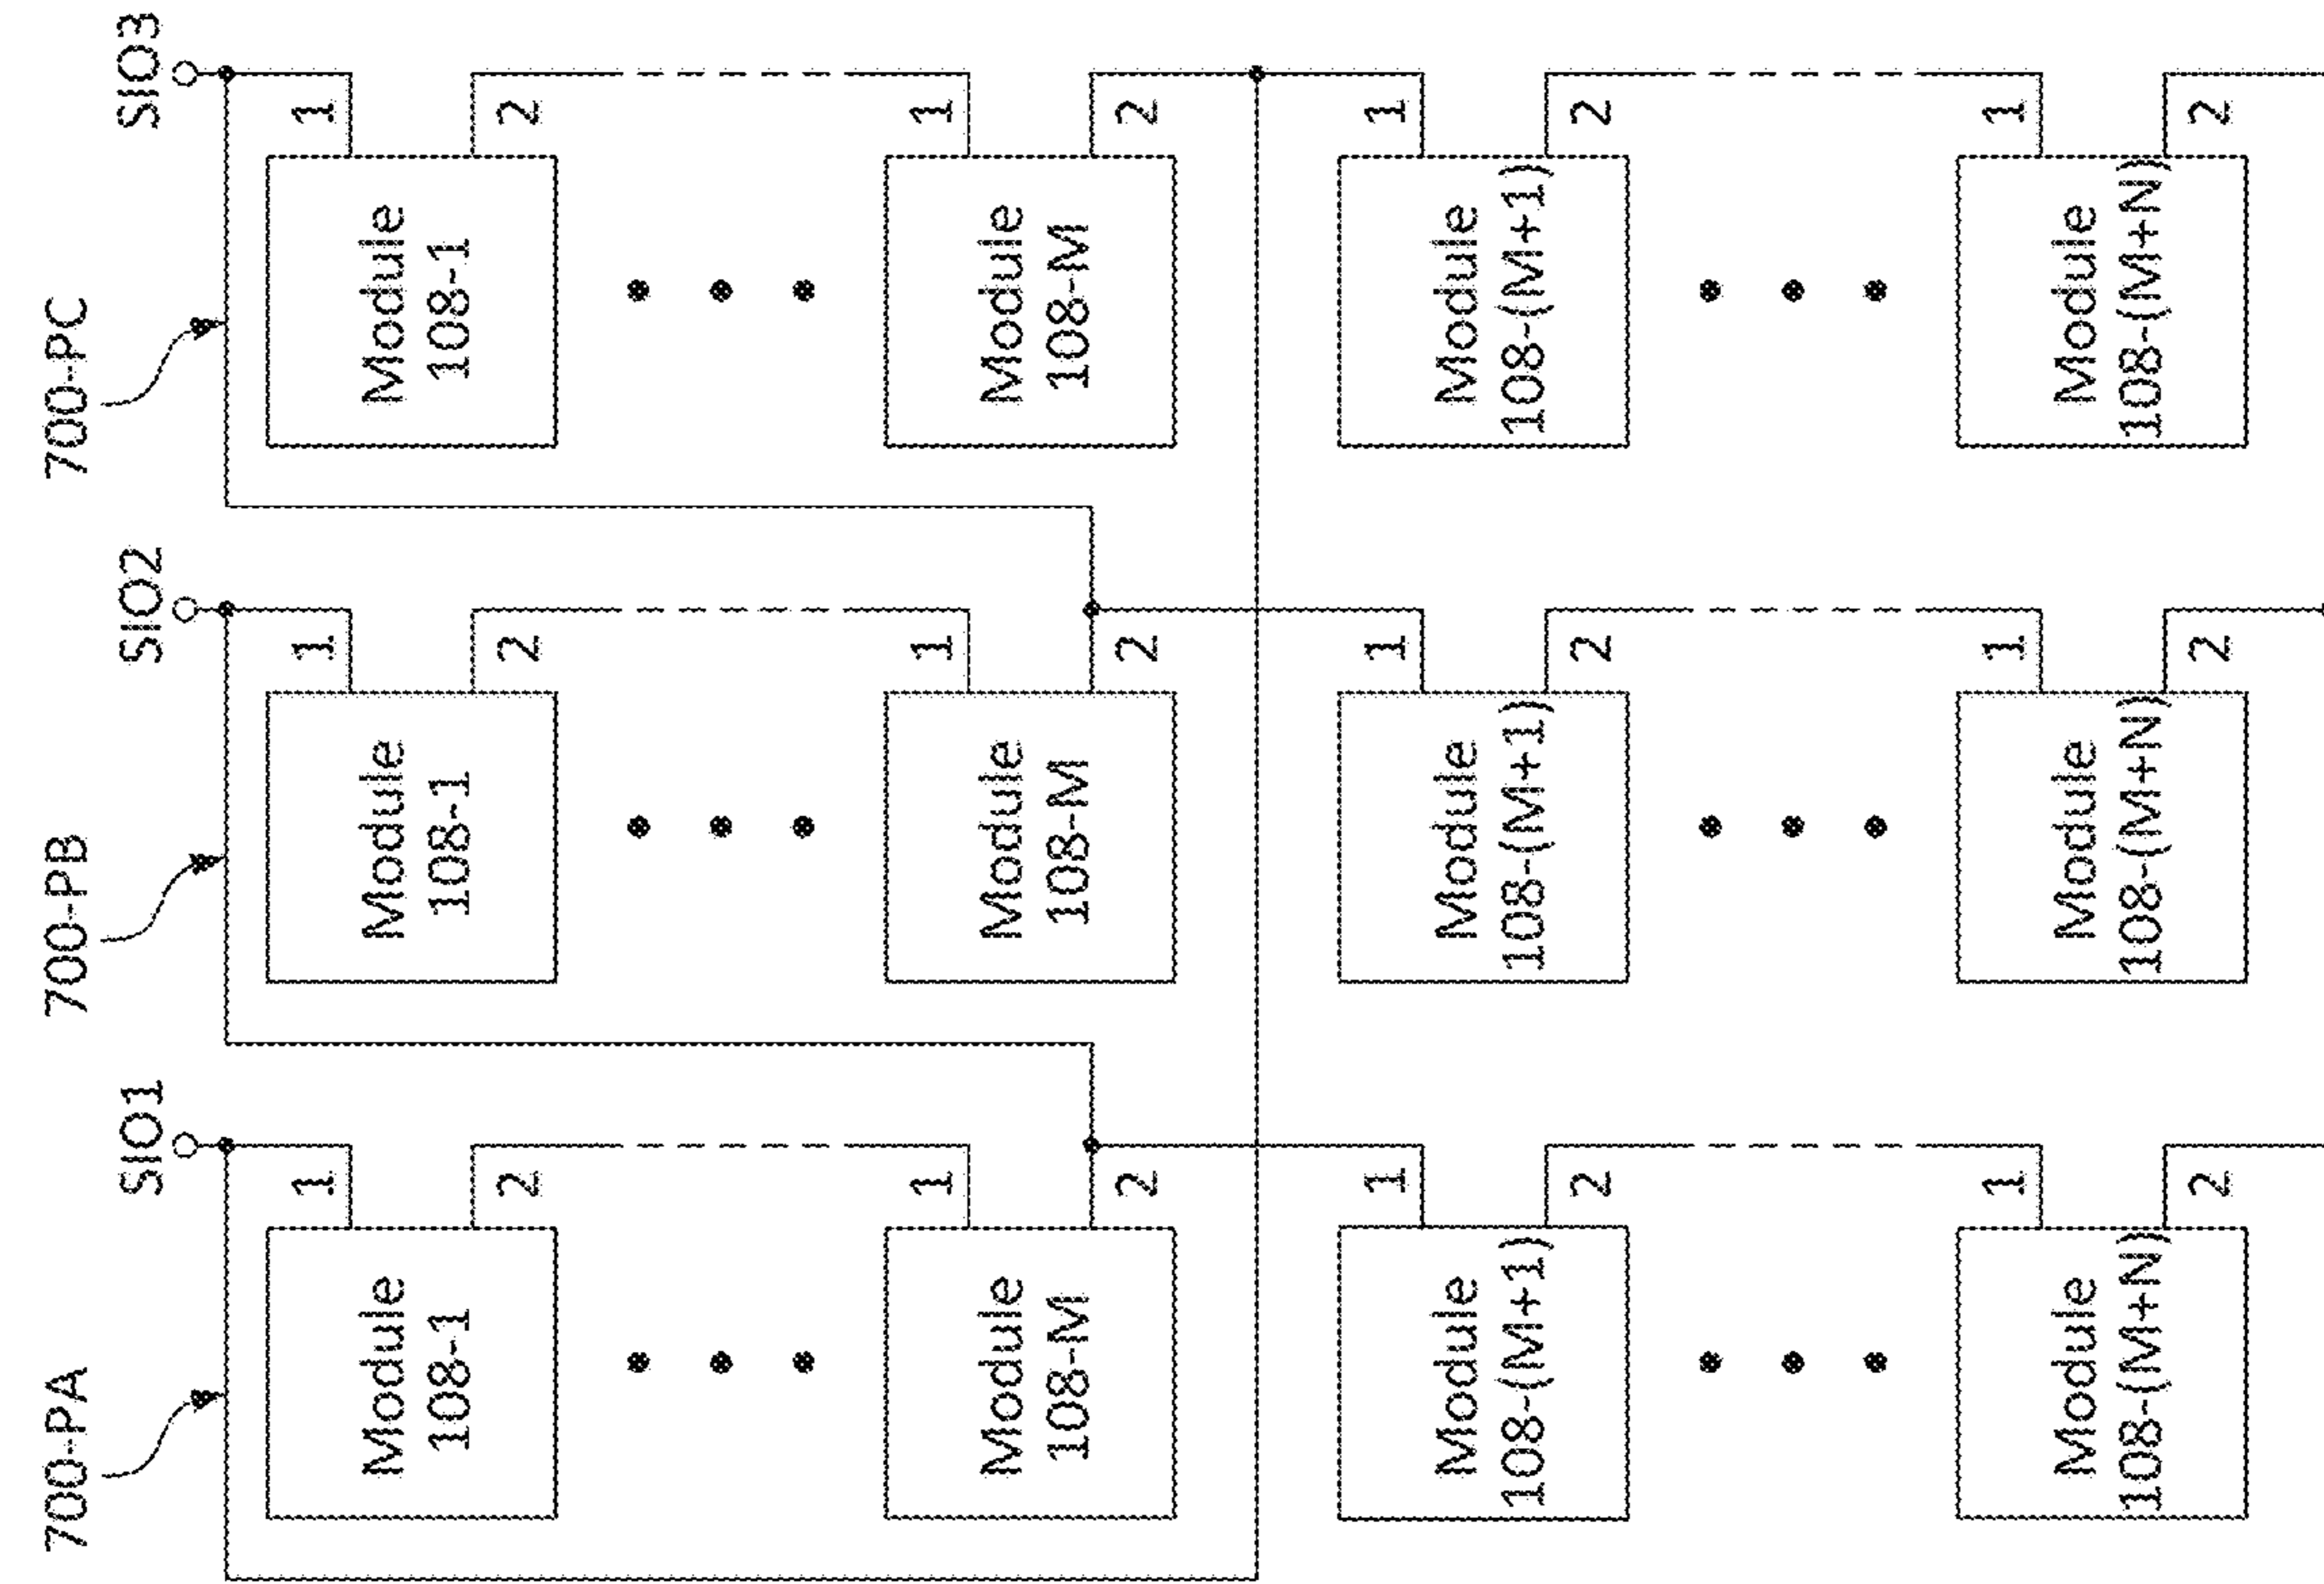 700-PA
700-PB
700-PC
SIO1
SIO2
SIO3
Module
108-1
1
2
Module
108-1
1
2
Module
108-1
1
2
Module
108-M
1
2
Module
108-M
1
2
Module
108-M
1
2
Module
108-(M+1)
1
2
Module
108-(M+1)
1
2
Module
108-(M+1)
1
2
Module
108-(M+N)
1
2
Module
108-(M+N)
1
2
Module
108-(M+N)
1
2